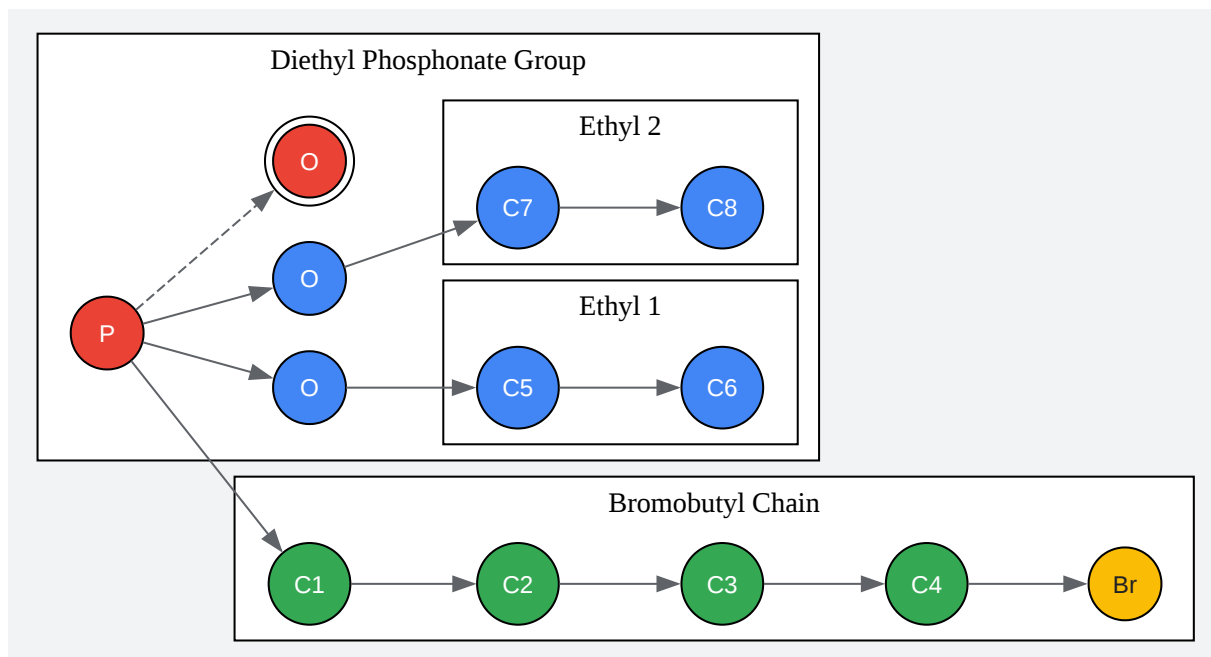 Diethyl Phosphonate Group
O
Ethyl 2
C7
C8
O
P
Ethyl 1
O
C5
C6
Bromobutyl Chain
C1
C2
C3
C4
Br